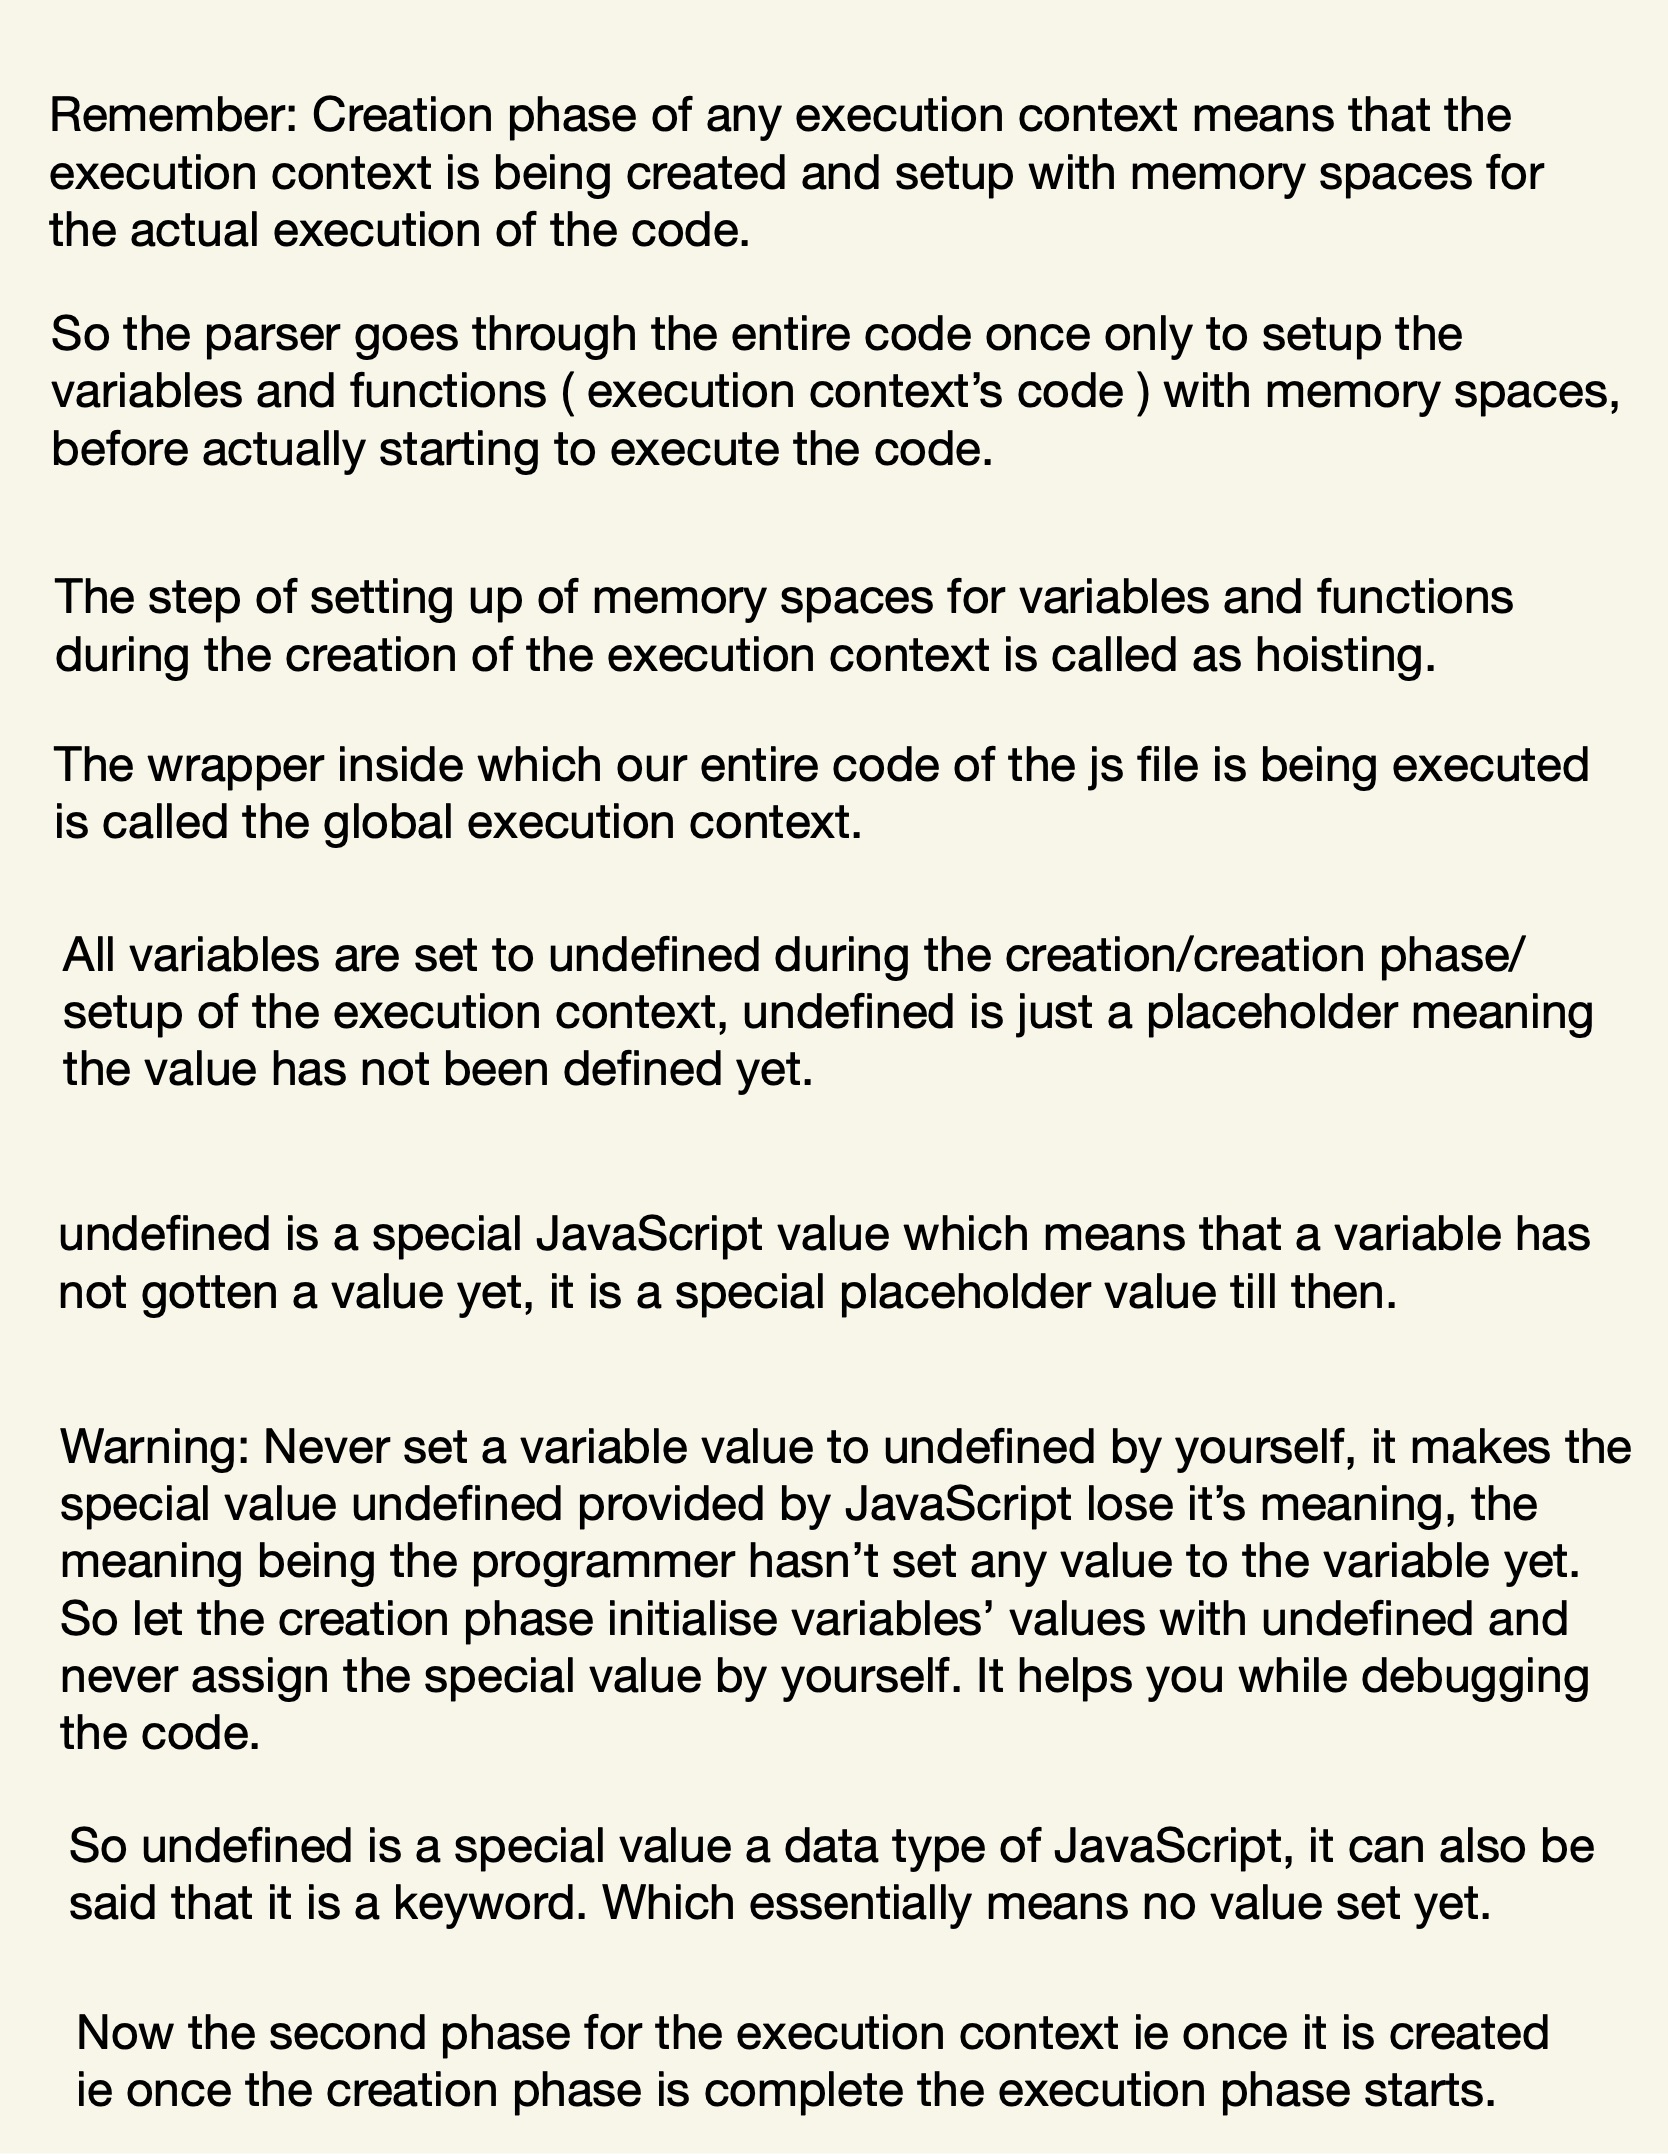 Remember: Creation phase of any execution context means that the
execution context is being created and setup with memory spaces for
the actual execution of the code.
So the parser goes through the entire code once only to setup the
variables and functions ( execution context’s code ) with memory spaces,
before actually starting to execute the code.
The step of setting up of memory spaces for variables and functions
during the creation of the execution context is called as hoisting.
The wrapper inside which our entire code of the js file is being executed
is called the global execution context.
All variables are set to undefined during the creation/creation phase/
setup of the execution context, undefined is just a placeholder meaning
the value has not been defined yet.
undefined is a special JavaScript value which means that a variable has
not gotten a value yet, it is a special placeholder value till then.
Warning: Never set a variable value to undefined by yourself, it makes the
special value undefined provided by JavaScript lose it’s meaning, the
meaning being the programmer hasn’t set any value to the variable yet.
So let the creation phase initialise variables’ values with undefined and
never assign the special value by yourself. It helps you while debugging
the code.
So undefined is a special value a data type of JavaScript, it can also be
said that it is a keyword. Which essentially means no value set yet.
Now the second phase for the execution context ie once it is created
ie once the creation phase is complete the execution phase starts.